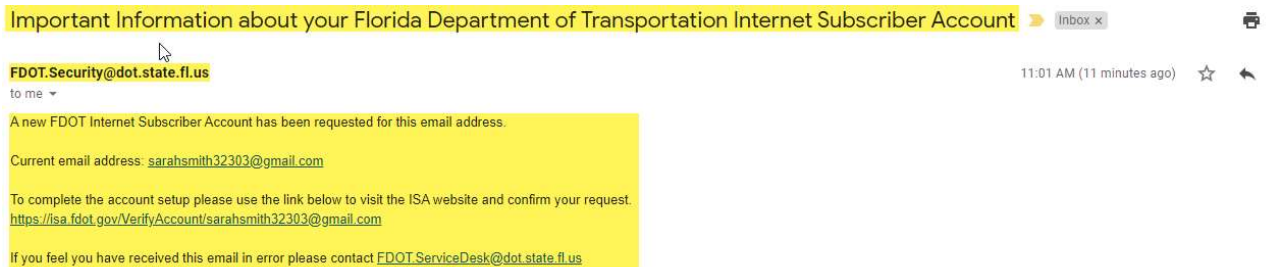 Important Information about your Florida Department of Transportation Internet Subscriber Account Inbox x
FDOT.Security@dot.state.fl.us 11:01 AM (11 minutes ago)
to me
A new FDOT Internet Subscriber Account has been requested for this email address.
Current email address: sarahsmith32303@gmail.com
To complete the account setup please use the link below to visit the ISA website and confirm your request.
https://isa.fdot.gov/VerifyAccount/sarahsmith32303@gmail.com
If you feel you have received this email in error please contact FDOT.ServiceDesk@dot.state.fl.us